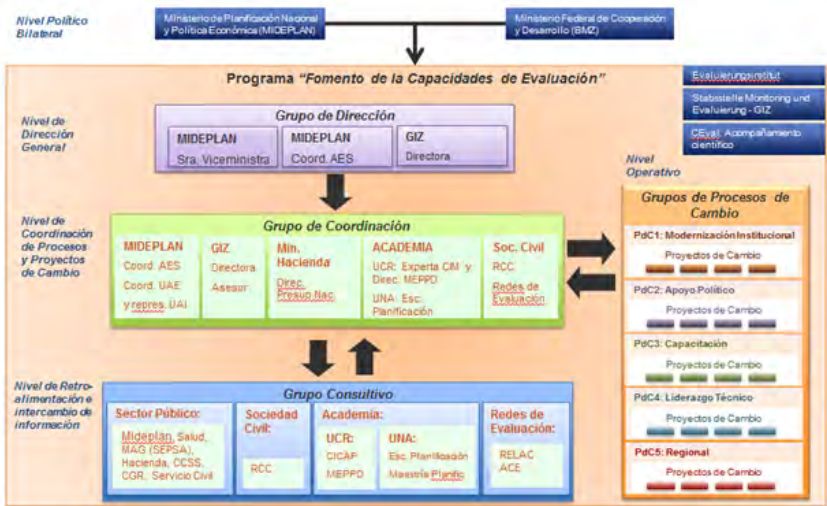 Nivel Político
Bilateral
Ministerio de Planificación Nacional
y Política Económica (MIDEPLAN)
Ministerio Federal de Cooperación
y Desarrollo (BMZ)
Programa “Fomento de la Capacidades de Evaluación”
Evaluierungsinstitut
Stabsstelle Monitoring und
Evaluierung - GIZ
CEval: Acompañamiento
científico
Nivel de
Dirección
General
Grupo de Dirección
MIDEPLAN
Sra. Viceministra
MIDEPLAN
Coord. AES
GIZ
Directora
Nivel de
Coordinación
de Procesos
y Proyectos
de Cambio
Grupo de Coordinación
MIDEPLAN
Coord. AES
Coord. UAE
y repres. UAI
GIZ
Directora
Asesor
Min.
Hacienda
Direc.
Presup Nac.
ACADEMIA
UCR: Experta CIM y
Direc. MEPPD
UNA: Esc.
Planificación
Soc. Civil
RCC
Redes de
Evaluación
Nivel
Operativo
Grupos de Procesos de
Cambio
PdC1: Modernización Institucional
Proyectos de Cambio
PdC2: Apoyo Político
Proyectos de Cambio
PdC3: Capacitación
Proyectos de Cambio
PdC4: Liderazgo Técnico
Proyectos de Cambio
PdC5: Regional
Proyectos de Cambio
Nivel de Retro-
alimentación e
intercambio de
información
Grupo Consultivo
Sector Público:
Mideplan, Salud,
MAG (SEPSA),
Hacienda, CCSS,
CGR, Servicio Civil
Sociedad
Civil:
RCC
Academía:
UCR:
CICAP
MEPPD
UNA:
Esc. Planificación
Maestría Planific
Redes de
Evaluación:
RELAC
ACE